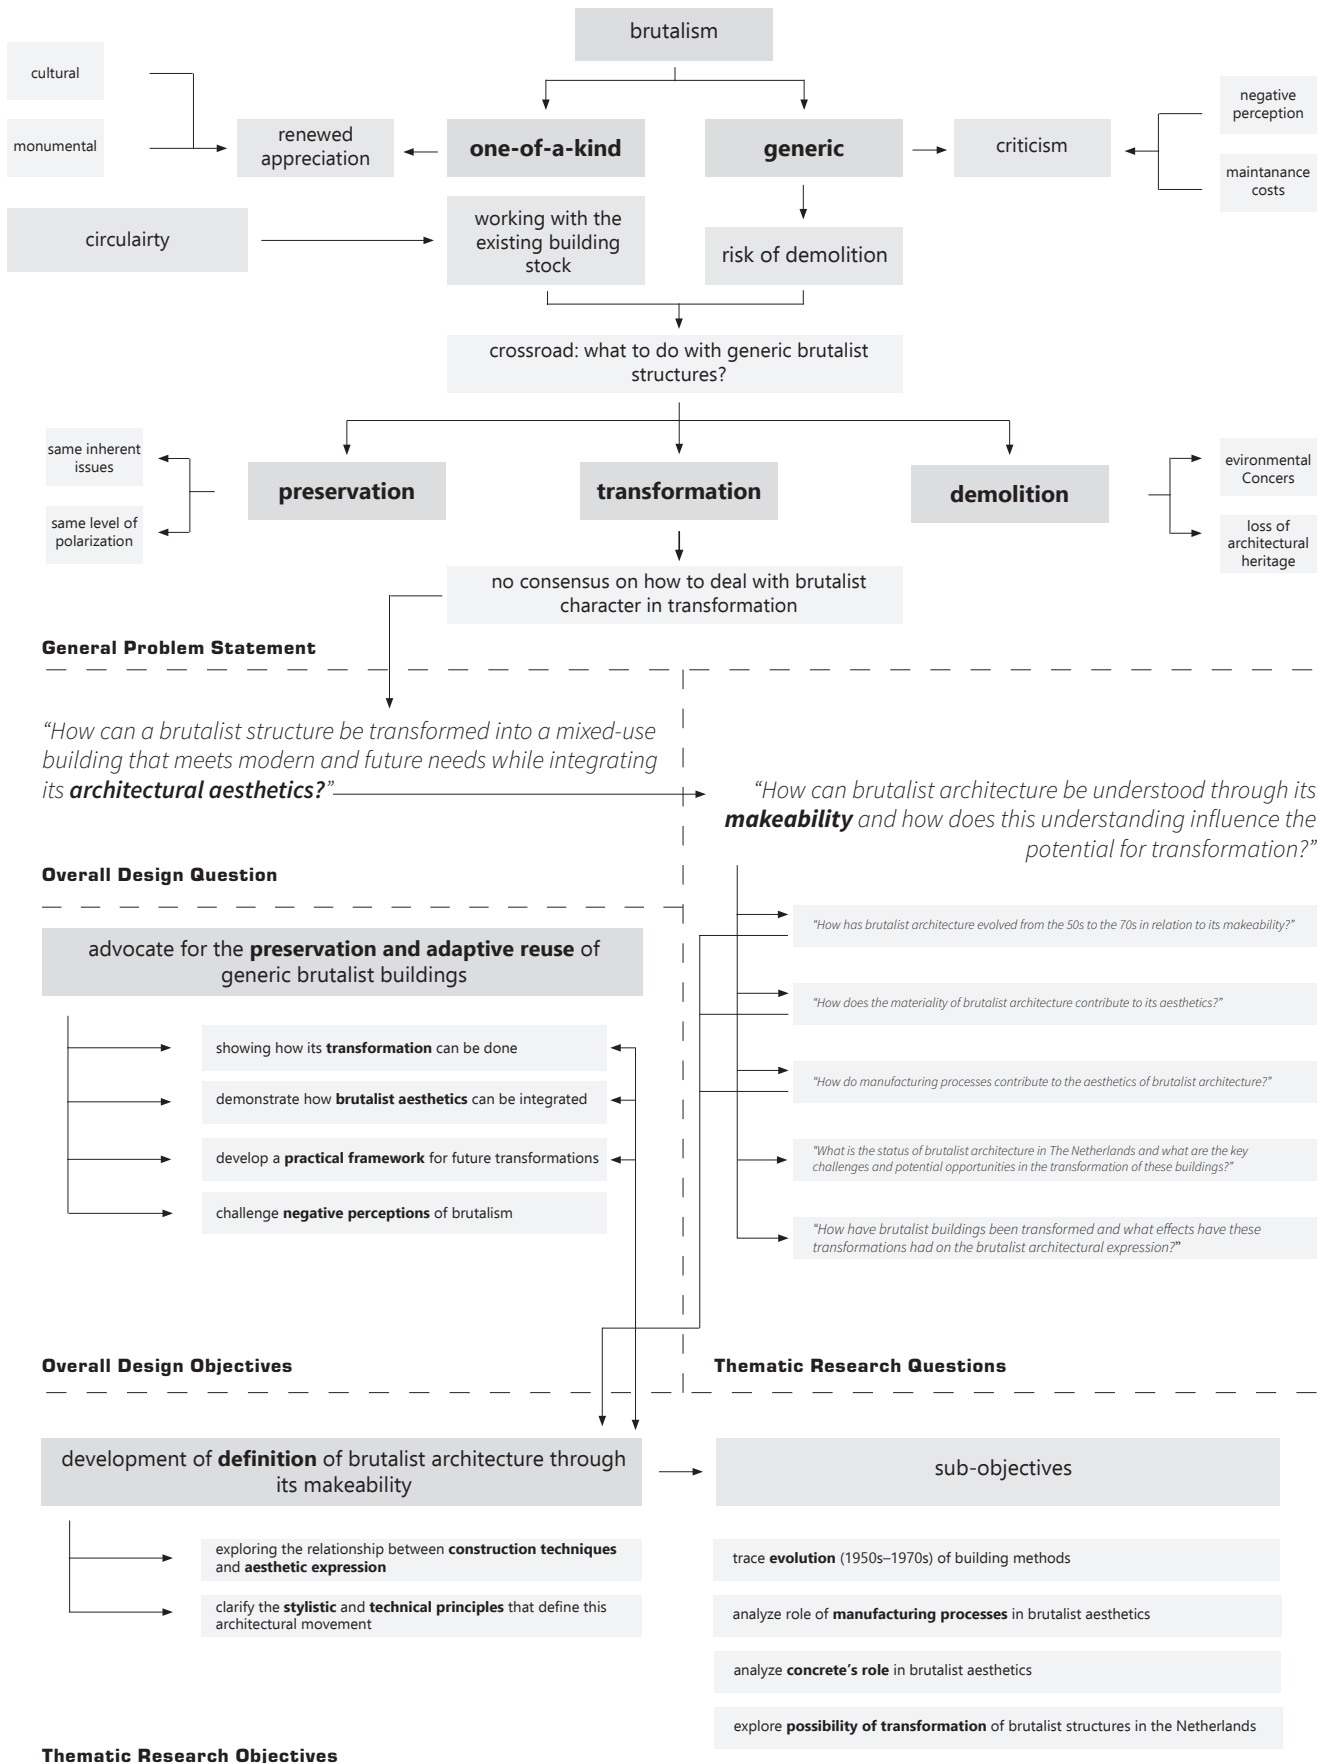 brutalism
cultural
monumental
renewed
appreciation
one-of-a-kind
generic
criticism
negative
perception
maintanance
costs
circulairty
working with the
existing building
stock
risk of demolition
crossroad: what to do with generic brutalist
structures?
same inherent
issues
same level of
polarization
preservation
transformation
demolition
evironmental
Concers
loss of
architectural
heritage
no consensus on how to deal with brutalist
character in transformation
General Problem Statement
“How can a brutalist structure be transformed into a mixed-use
building that meets modern and future needs while integrating
its architectural aesthetics?”
“How can brutalist architecture be understood through its
makeability and how does this understanding influence the
potential for transformation?”
Overall Design Question
advocate for the preservation and adaptive reuse of
generic brutalist buildings
showing how its transformation can be done
demonstrate how brutalist aesthetics can be integrated
develop a practical framework for future transformations
challenge negative perceptions of brutalism
“How has brutalist architecture evolved from the 50s to the 70s in relation to its makeability?”
“How does the materiality of brutalist architecture contribute to its aesthetics?”
“How do manufacturing processes contribute to the aesthetics of brutalist architecture?”
“What is the status of brutalist architecture in The Netherlands and what are the key
challenges and potential opportunities in the transformation of these buildings?”
“How have brutalist buildings been transformed and what effects have these
transformations had on the brutalist architectural expression?”
Overall Design Objectives
Thematic Research Questions
development of definition of brutalist architecture through
its makeability
exploring the relationship between construction techniques
and aesthetic expression
clarify the stylistic and technical principles that define this
architectural movement
sub-objectives
trace evolution (1950s–1970s) of building methods
analyze role of manufacturing processes in brutalist aesthetics
analyze concrete’s role in brutalist aesthetics
explore possibility of transformation of brutalist structures in the Netherlands
Thematic Research Objectives